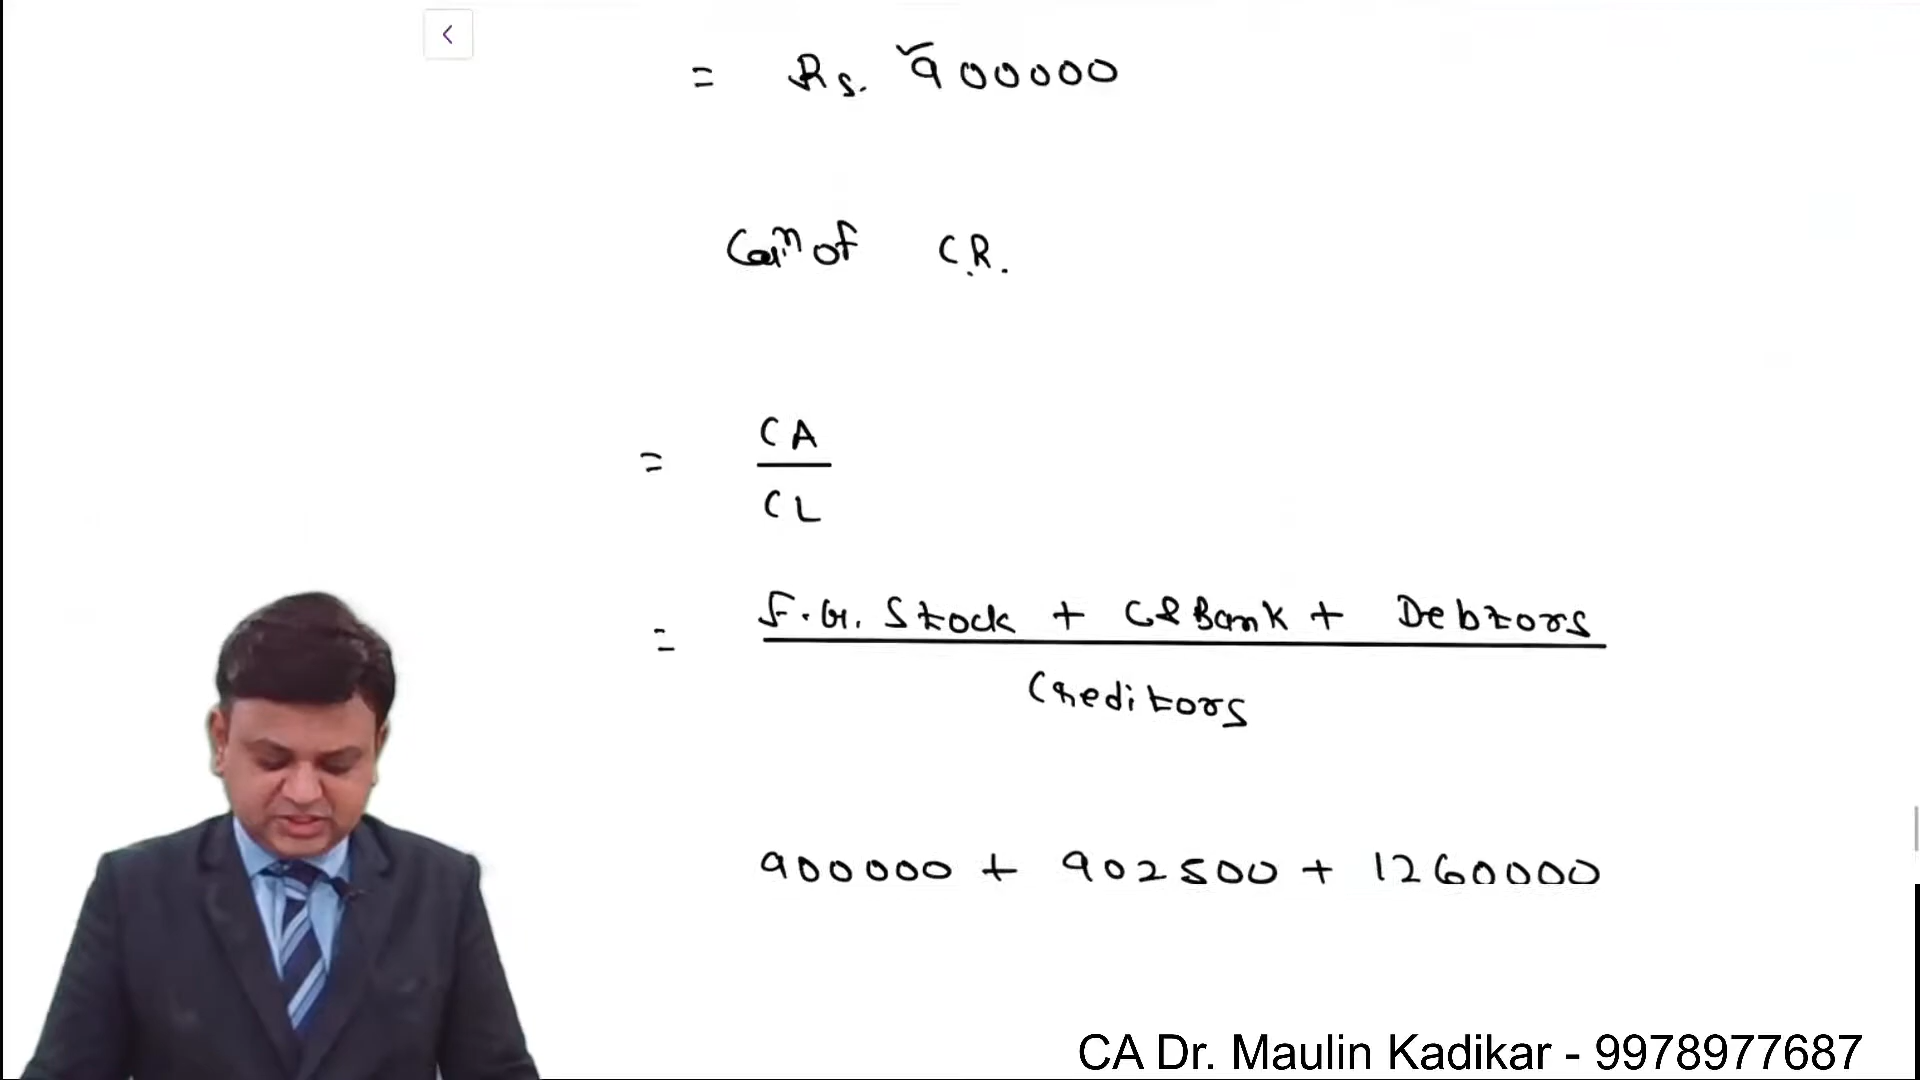 = Rs. 900000
Calⁿ of C.R.
= CA
CL
= F.G. Stock + C&Bank + Debtors
Creditors
900000 + 902500 + 1260000
CA Dr. Maulin Kadikar - 9978977687